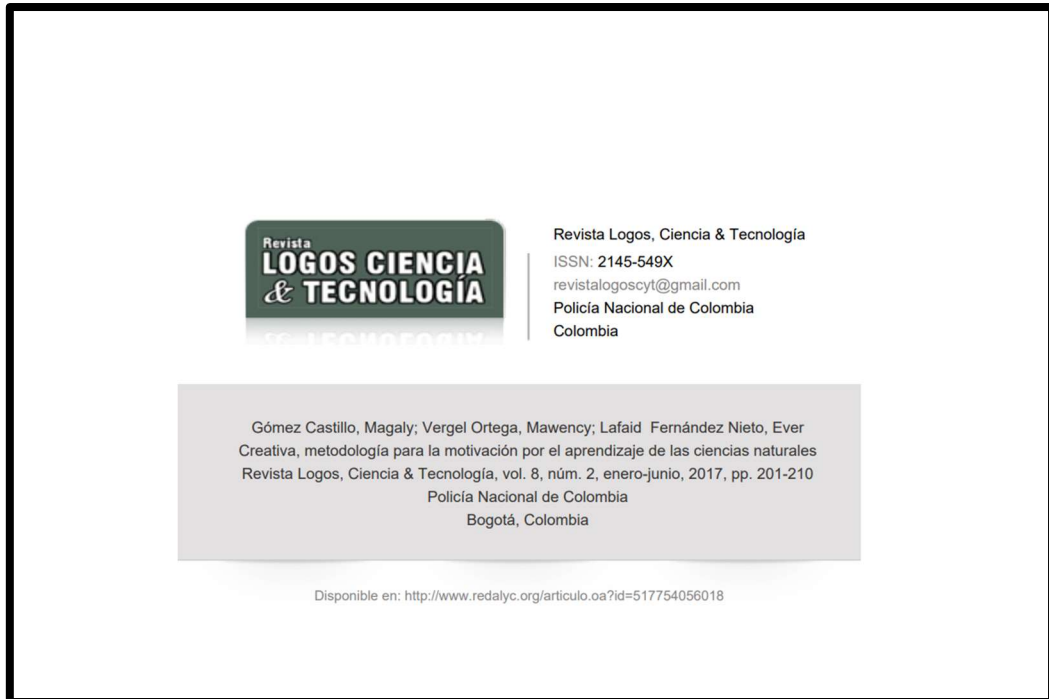 Revista
LOGOS CIENCIA
& TECNOLOGÍA
Revista Logos, Ciencia & Tecnología
ISSN: 2145-549X
revistalogoscyt@gmail.com
Policía Nacional de Colombia
Colombia
Gómez Castillo, Magaly; Vergel Ortega, Mawency; Lafaid  Fernández Nieto, Ever
Creativa, metodología para la motivación por el aprendizaje de las ciencias naturales
Revista Logos, Ciencia & Tecnología, vol. 8, núm. 2, enero-junio, 2017, pp. 201-210
Policía Nacional de Colombia
Bogotá, Colombia
Disponible en: http://www.redalyc.org/articulo.oa?id=517754056018